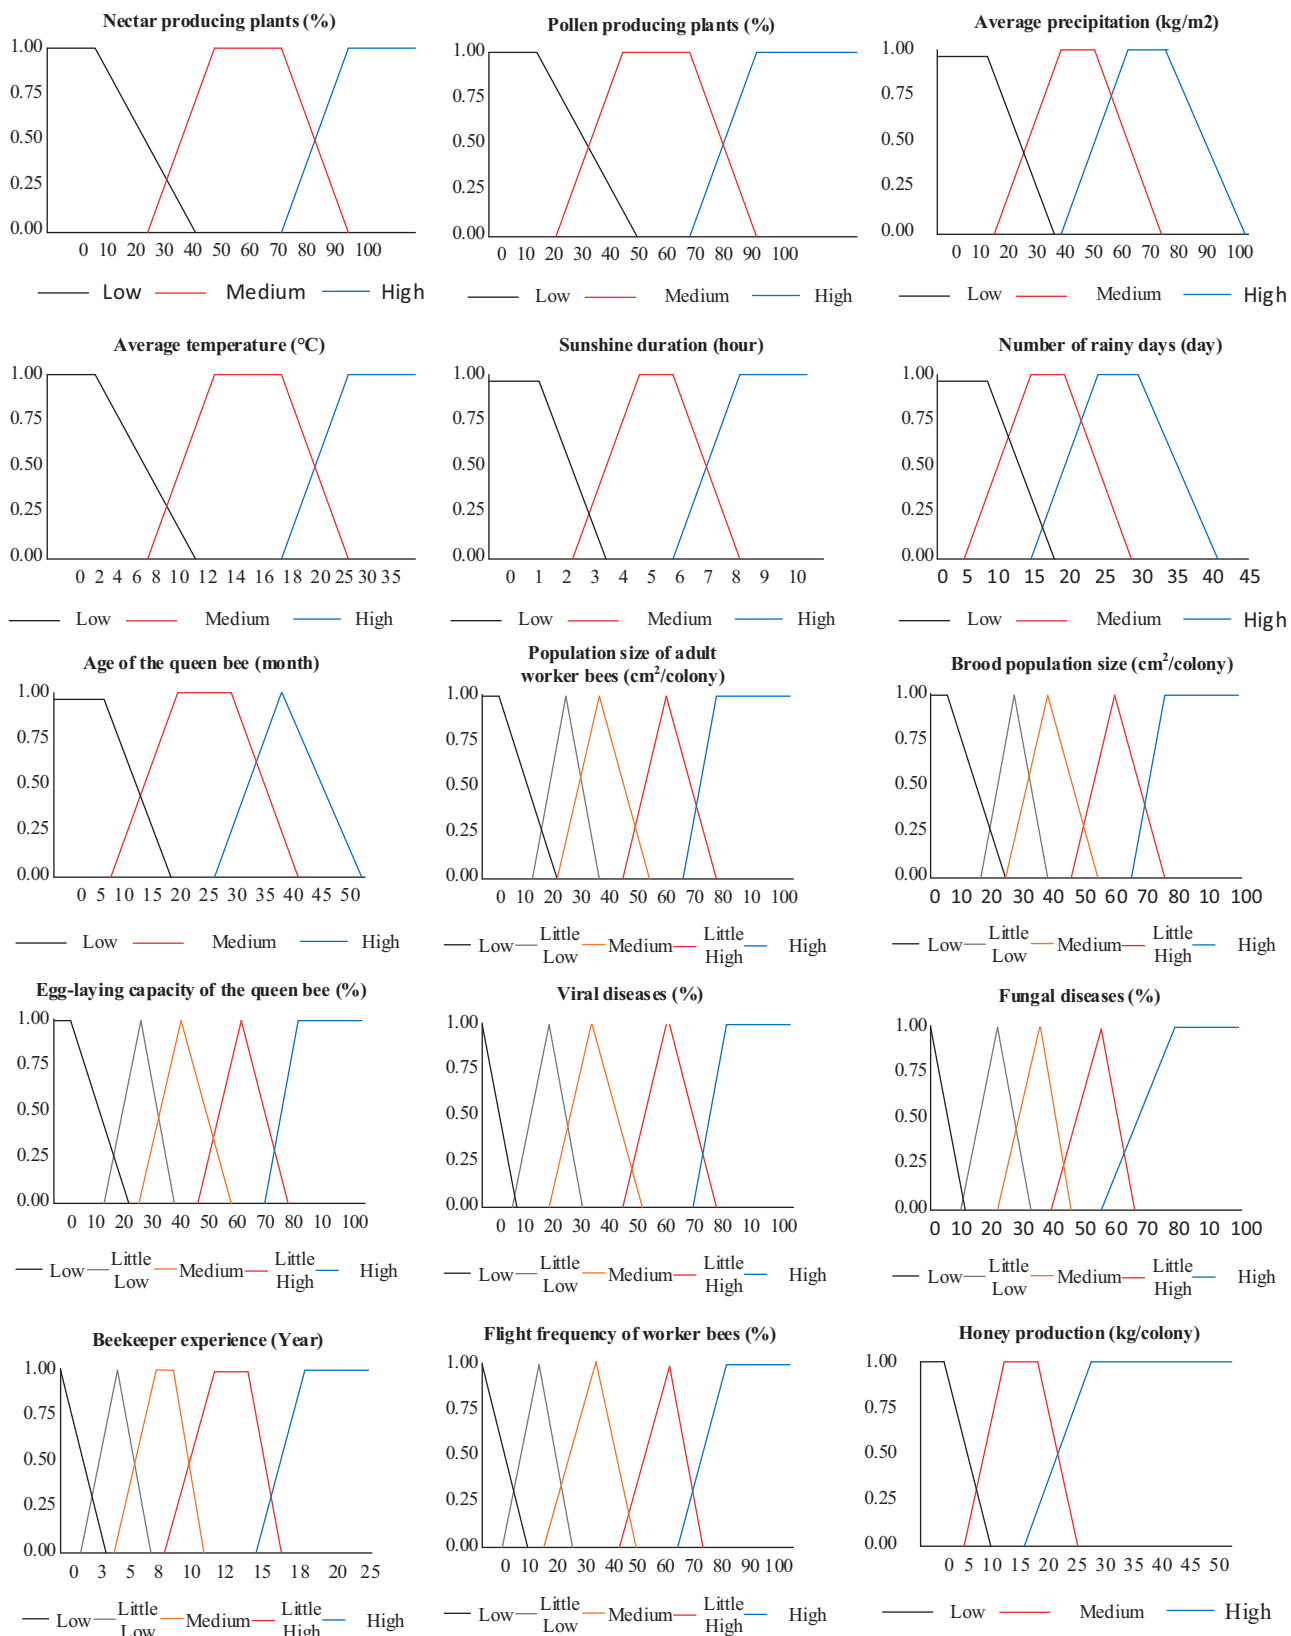 Nectar producing plants (%)
1.00
0.75
0.50
0.25
0.00
0 10 20 30 40 50 60 70 80 90 100
Low Medium High
Pollen producing plants (%)
1.00
0.75
0.50
0.25
0.00
0 10 20 30 40 50 60 70 80 90 100
Low Medium High
Average precipitation (kg/m2)
1.00
0.75
0.50
0.25
0.00
0 10 20 30 40 50 60 70 80 90 100
Low Medium High
Average temperature (°C)
1.00
0.75
0.50
0.25
0.00
0 2 4 6 8 10 12 14 16 18 20 25 30 35
Low Medium High
Sunshine duration (hour)
1.00
0.75
0.50
0.25
0.00
0 1 2 3 4 5 6 7 8 9 10
Low Medium High
Number of rainy days (day)
1.00
0.75
0.50
0.25
0.00
0 5 10 15 20 25 30 35 40 45
Low Medium High
Age of the queen bee (month)
1.00
0.75
0.50
0.25
0.00
0 5 10 15 20 25 30 35 40 45 50
Low Medium High
Population size of adult
worker bees (cm²/colony)
1.00
0.75
0.50
0.25
0.00
0 10 20 30 40 50 60 70 80 10 100
Low Little Low Medium Little High High
Brood population size (cm²/colony)
1.00
0.75
0.50
0.25
0.00
0 10 20 30 40 50 60 70 80 10 100
Low Little Low Medium Little High High
Egg-laying capacity of the queen bee (%)
1.00
0.75
0.50
0.25
0.00
0 10 20 30 40 50 60 70 80 10 100
Low Little Low Medium Little High High
Viral diseases (%)
1.00
0.75
0.50
0.25
0.00
0 10 20 30 40 50 60 70 80 10 100
Low Little Low Medium Little High High
Fungal diseases (%)
1.00
0.75
0.50
0.25
0.00
0 10 20 30 40 50 60 70 80 10 100
Low Little Low Medium Little High High
Beekeeper experience (Year)
1.00
0.75
0.50
0.25
0.00
0 3 5 8 10 12 15 18 20 25
Low Little Low Medium Little High High
Flight frequency of worker bees (%)
1.00
0.75
0.50
0.25
0.00
0 10 20 30 40 50 60 70 80 90 100
Low Little Low Medium Little High High
Honey production (kg/colony)
1.00
0.75
0.50
0.25
0.00
0 5 10 15 20 25 30 35 40 45 50
Low Medium High